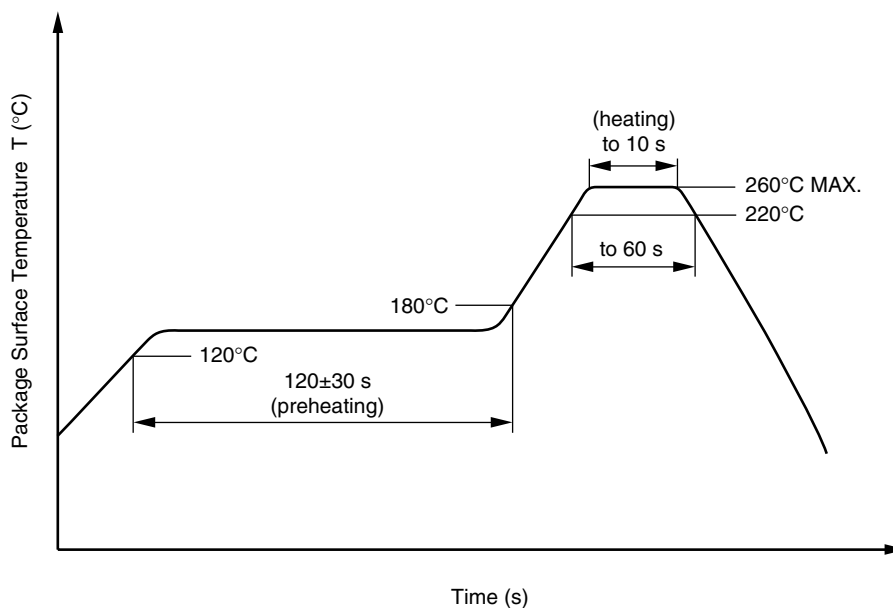 Package Surface Temperature T (°C)
(heating)
to 10 s
260°C MAX.
220°C
to 60 s
180°C
120°C
120±30 s
(preheating)
Time (s)